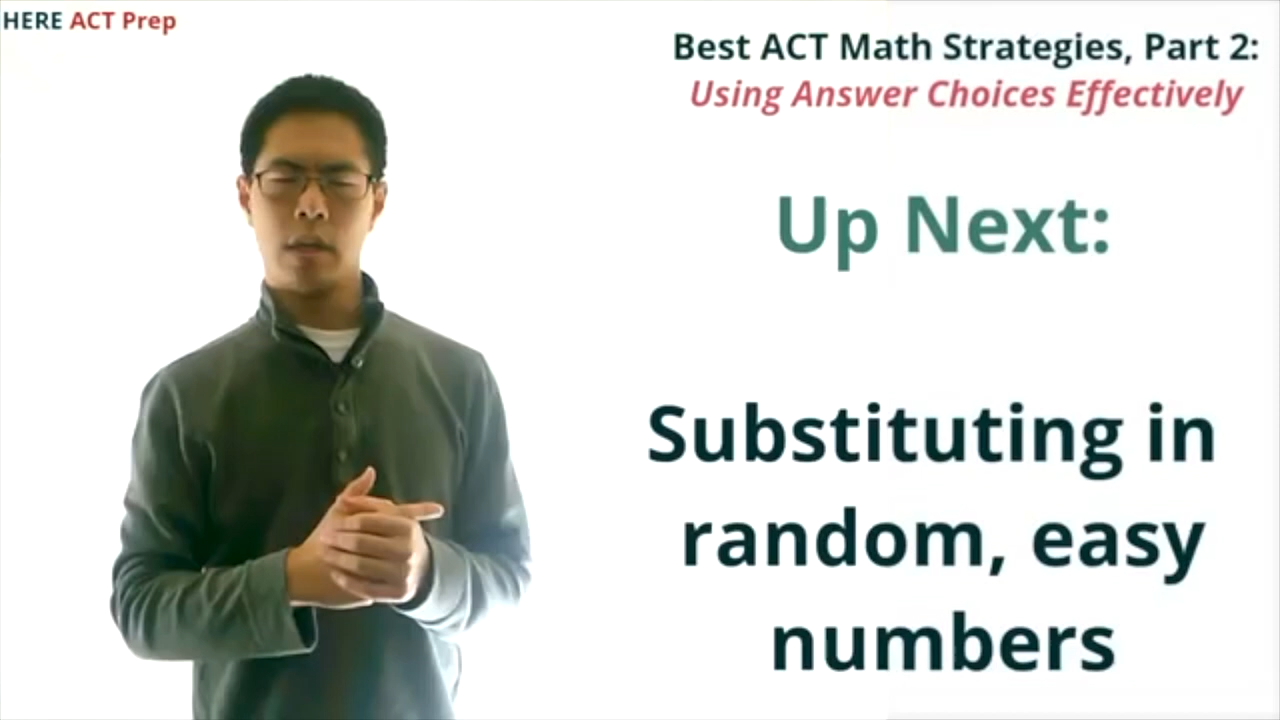 HERE ACT Prep
Best ACT Math Strategies, Part 2:
Using Answer Choices Effectively
Up Next:
Substituting in
random, easy
numbers